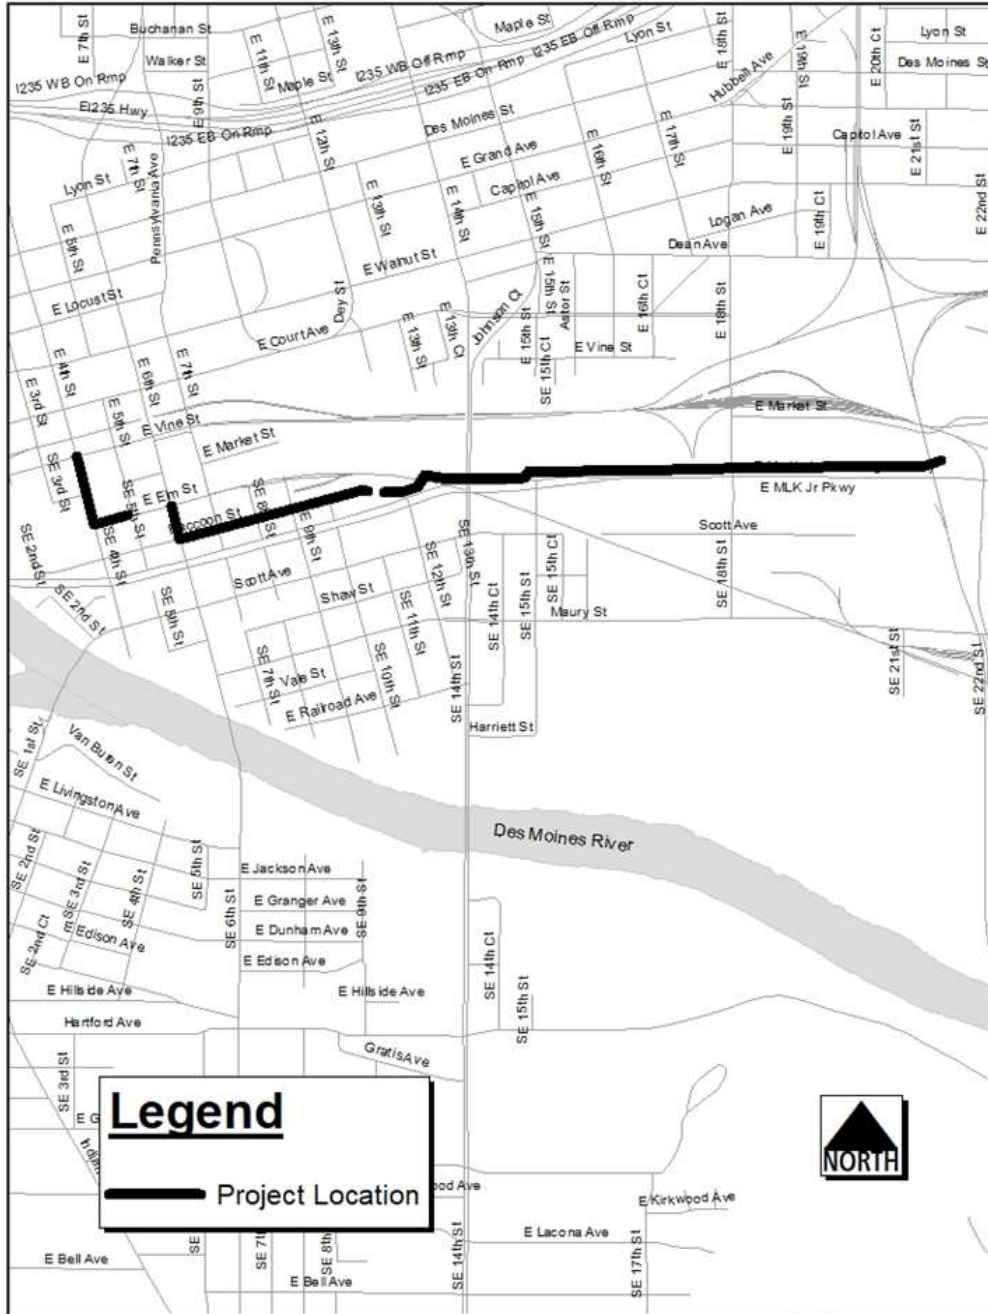 E 7th St
Buchanan St
E 11th St
E 13th St
Maple St
I235 EB Off Rmp
Lyon St
E 18th St
E 19th St
E 20th Ct
Lyon St
Walker St
I235 WB Off Rmp
Des Moines St
I235 WB On Rmp
E 9th St
Maple St
I235 EB On Rmp
Hubbell Ave
E I235 Hwy
I235 EB On Rmp
E 12th St
Des Moines St
E 17th St
E 19th St
Capitol Ave
E 21st St
E 7th St
Pennsylvania Ave
E Grand Ave
E 16th St
Lyon St
E 13th St
E 14th St
Capitol Ave
E 15th St
Logan Ave
E 19th Ct
E 22nd St
E 5th St
E Walnut St
Dean Ave
E Locust St
Dey St
E 15th St
Astor St
E 16th Ct
E 18th St
E Court Ave
E 13th St
E 13th Ct
Johnson Ct
E 15th St
SE 15th Ct
E Vine St
E 4th St
E 3rd St
E 6th St
E 7th St
E 5th St
E Vine St
E Market St
E Market St
SE 3rd St
E Elm St
SE 5th St
SE 8th St
E 9th St
E MLK Jr Pkwy
SE 2nd St
SE 4th St
Scott Ave
SE 12th St
SE 13th St
Scott Ave
SE 18th St
SE 2nd St
SE 6th St
Shaw St
SE 11th St
SE 14th Ct
SE 15th St
SE 15th Ct
Maury St
SE 7th St
Vale St
SE 10th St
SE 14th St
SE 21st St
SE 22nd St
E Railroad Ave
Harriett St
SE 1st St
Van Buren St
E Livingston Ave
Des Moines River
SE 2nd St
SE 3rd St
SE 4th St
SE 5th St
E Jackson Ave
E Granger Ave
SE 9th St
SE 2nd Ct
Edison Ave
SE 6th St
E Dunham Ave
E Edison Ave
SE 14th Ct
SE 15th St
E Hillside Ave
E Hillside Ave
Hartford Ave
SE 3rd St
Gratis Ave
Legend
Project Location
NORTH
E Kirkwood Ave
E Lacona Ave
SE 14th St
SE 17th St
E Bell Ave
SE 8th St
E Bell Ave